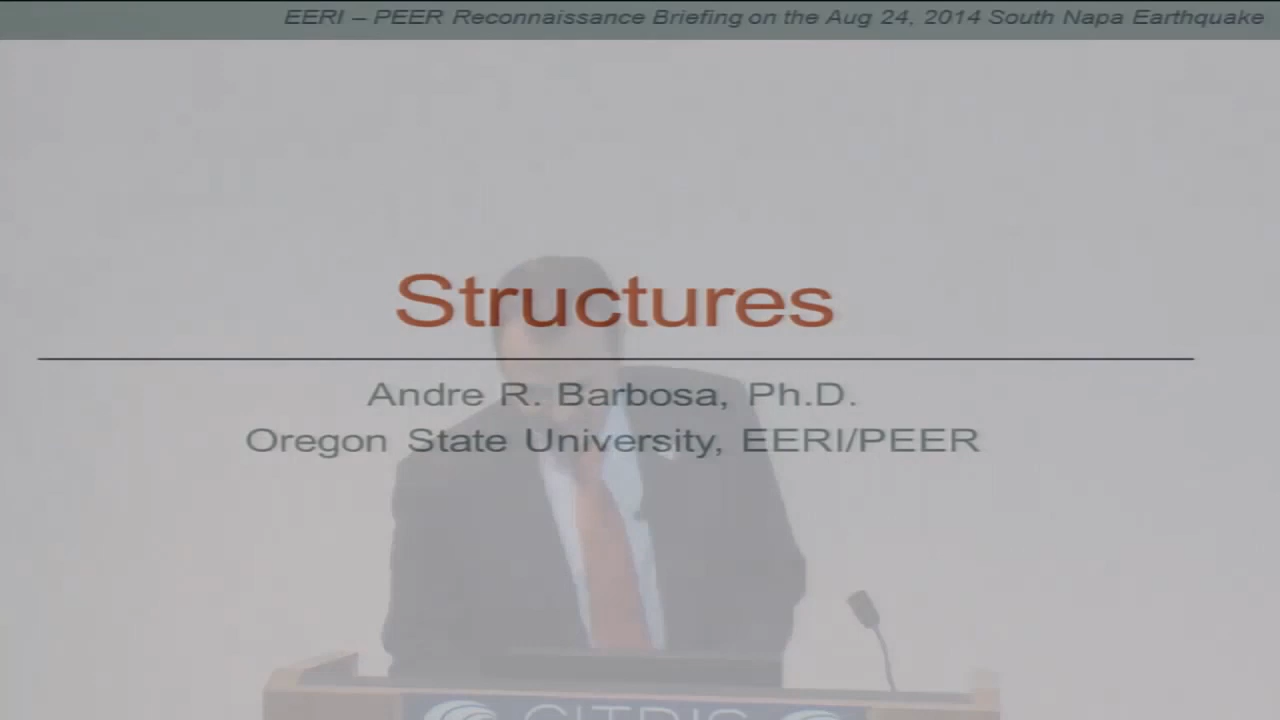 EERI – PEER Reconnaissance Briefing on the Aug 24, 2014 South Napa Earthquake
Structures
Andre R. Barbosa, Ph.D.
Oregon State University, EERI/PEER
CITRIS